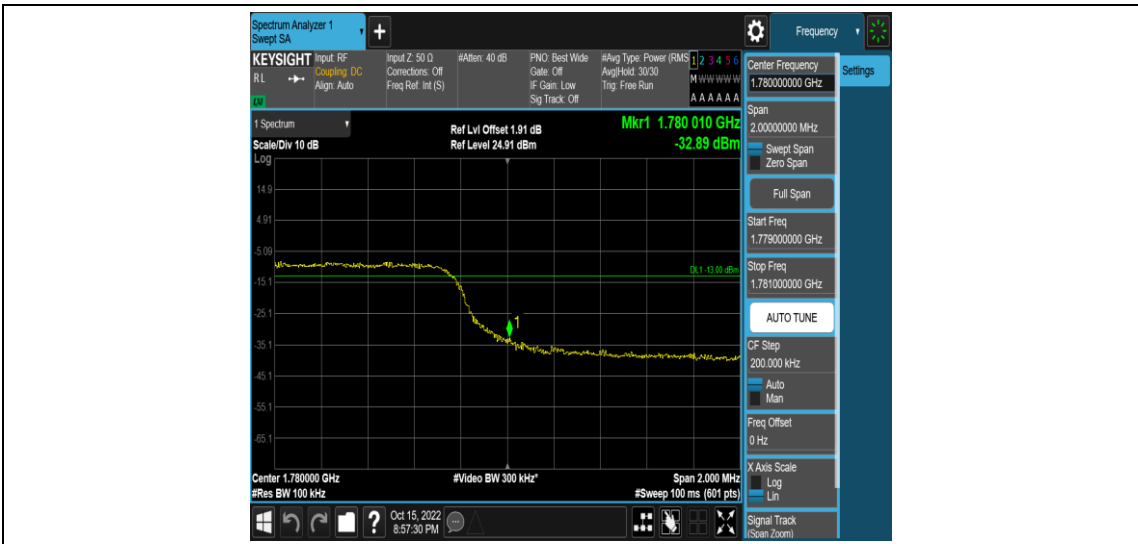 Spectrum Analyzer 1
Swept SA
+
Frequency
KEYSIGHT
RL
LXI
Input: RF
Coupling: DC
Align: Auto
Input Z: 50 Ω
Corrections: Off
Freq Ref: Int (S)
#Atten: 40 dB
PNO: Best Wide
Gate: Off
IF Gain: Low
Sig Track: Off
#Avg Type: Power (RMS
Avg|Hold: 30/30
Trig: Free Run
1 2 3 4 5 6
M W W W W W
A A A A A A
1 Spectrum
Scale/Div 10 dB
Log
Ref Lvl Offset 1.91 dB
Ref Level 24.91 dBm
Mkr1 1.780 010 GHz
-32.89 dBm
14.9
4.91
-5.09
DL1 -13.00 dBm
-15.1
-25.1
1
-35.1
-45.1
-55.1
-65.1
Center 1.780000 GHz
#Res BW 100 kHz
#Video BW 300 kHz*
Span 2.000 MHz
#Sweep 100 ms (601 pts)
?
Oct 15, 2022
8:57:30 PM
Center Frequency
1.780000000 GHz
Settings
Span
2.00000000 MHz
Swept Span
Zero Span
Full Span
Start Freq
1.779000000 GHz
Stop Freq
1.781000000 GHz
AUTO TUNE
CF Step
200.000 kHz
Auto
Man
Freq Offset
0 Hz
X Axis Scale
Log
Lin
Signal Track
(Span Zoom)